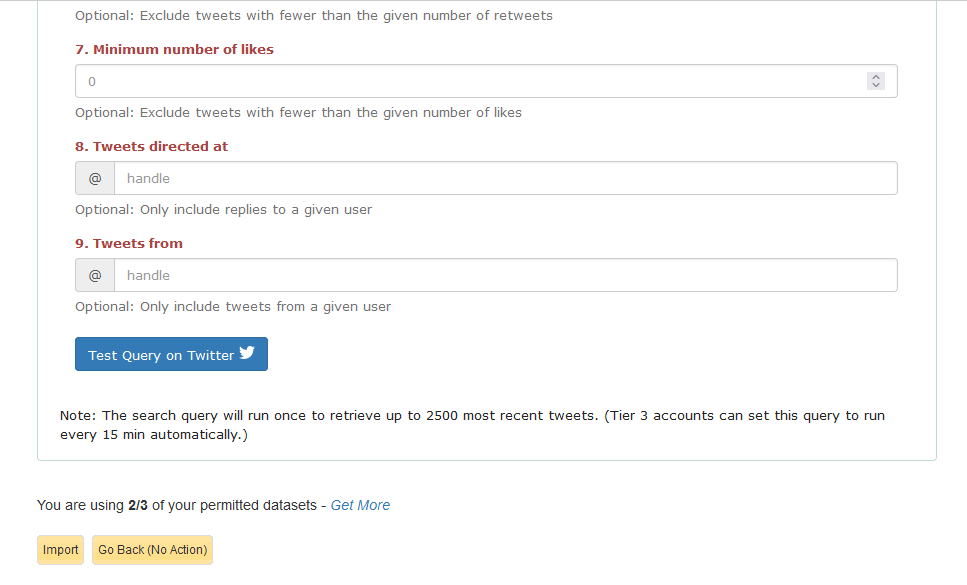 Optional: Exclude tweets with fewer than the given number of retweets
7. Minimum number of likes
0
Optional: Exclude tweets with fewer than the given number of likes
8. Tweets directed at
@ handle
Optional: Only include replies to a given user
9. Tweets from
@ handle
Optional: Only include tweets from a given user
Test Query on Twitter
Note: The search query will run once to retrieve up to 2500 most recent tweets. (Tier 3 accounts can set this query to run
every 15 min automatically.)
You are using 2/3 of your permitted datasets - Get More
Import Go Back (No Action)